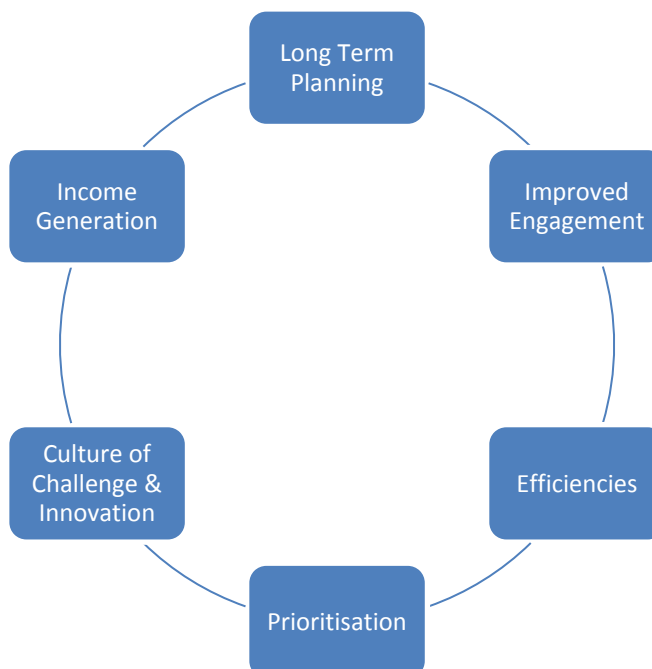 Long Term
Planning
Improved
Engagement
Efficiencies
Prioritisation
Culture of
Challenge &
Innovation
Income
Generation